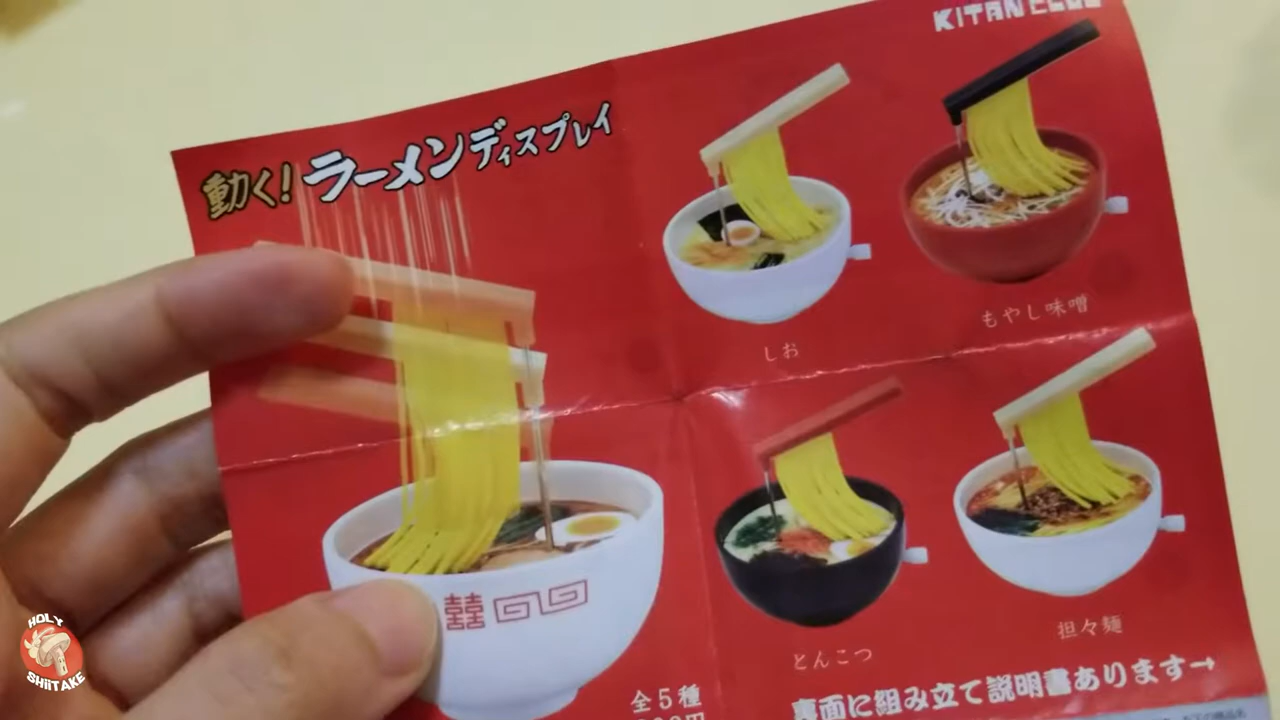 KITAN CLUB
動く!ラーメンディスプレイ
しお
もやし味噌
とんこつ
担々麺
囍
全5種
裏面に組み立て説明書あります→
HOLY
SHiiTAKE